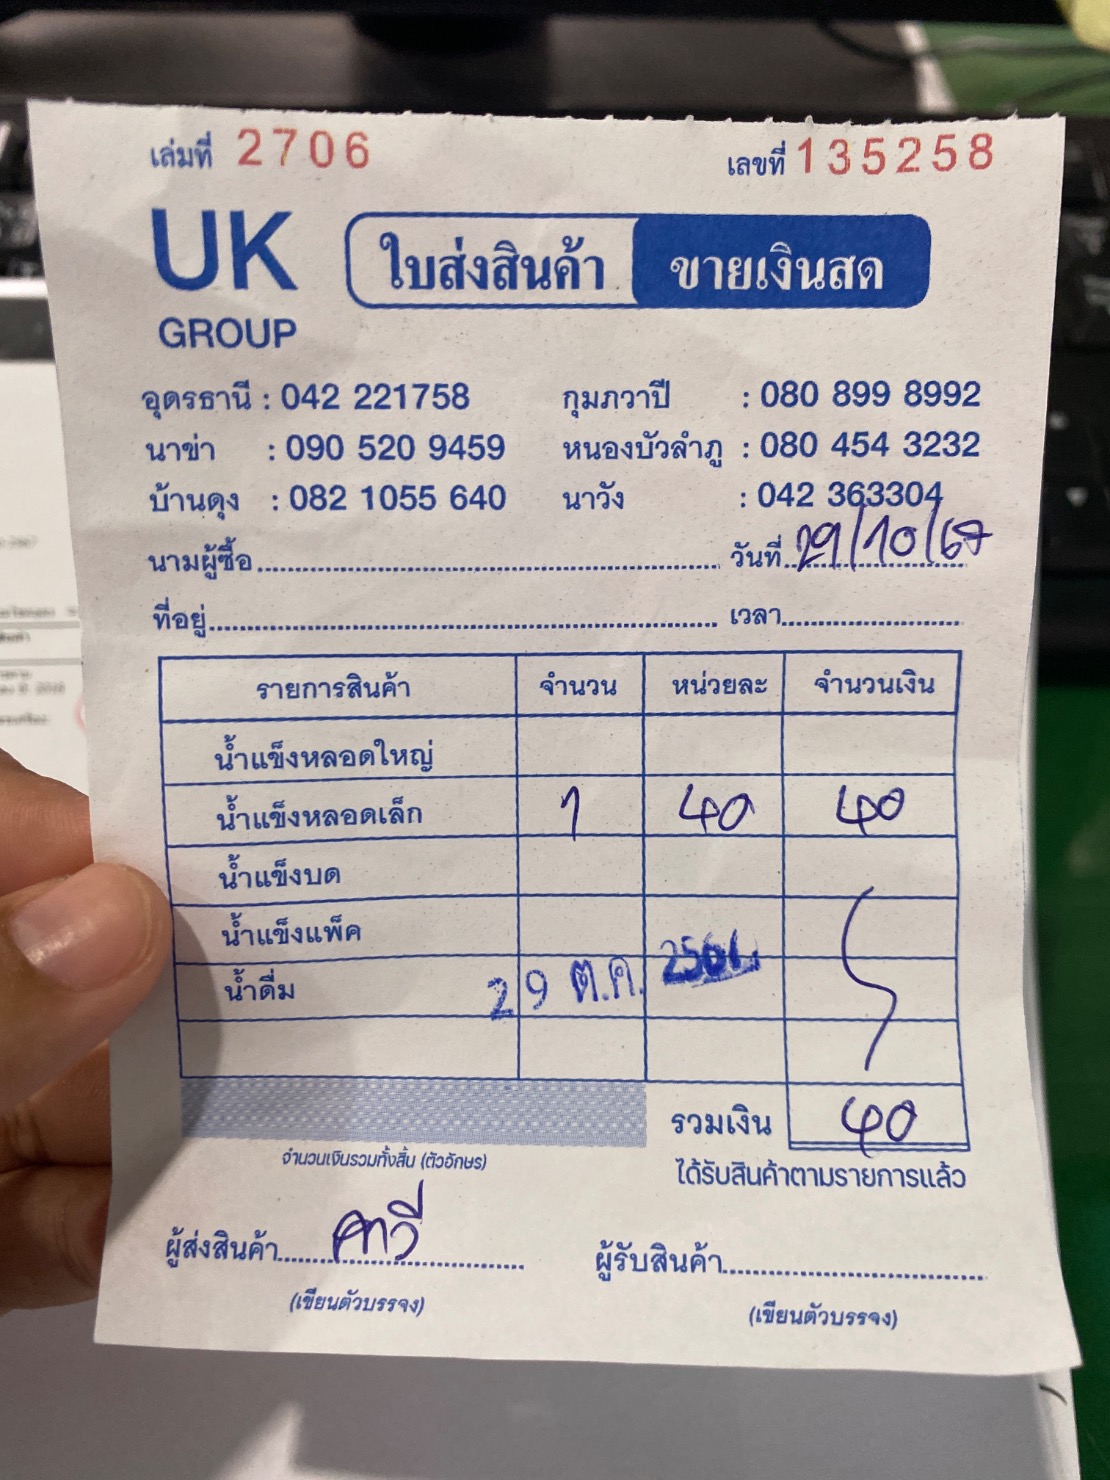 เล่มที่ 2706 เลขที่ 135258
UK GROUP
ใบส่งสินค้า ขายเงินสด
อุดรธานี : 042 221758 กุมภวาปี : 080 899 8992
นาข่า : 090 520 9459 หนองบัวลำภู : 080 454 3232
บ้านดุง : 082 1055 640 นาวัง : 042 363304
นามผู้ซื้อ วันที่ 29/10/67
ที่อยู่ เวลา
รายการสินค้า จำนวน หน่วยละ จำนวนเงิน
น้ำแข็งหลอดใหญ่
น้ำแข็งหลอดเล็ก 1 40 40
น้ำแข็งบด
น้ำแข็งแพ็ค
น้ำดื่ม
29 ต.ค.
รวมเงิน 40
จำนวนเงินรวมทั้งสิ้น (ตัวอักษร)
ได้รับสินค้าตามรายการแล้ว
ผู้ส่งสินค้า ผู้รับสินค้า
(เขียนตัวบรรจง) (เขียนตัวบรรจง)